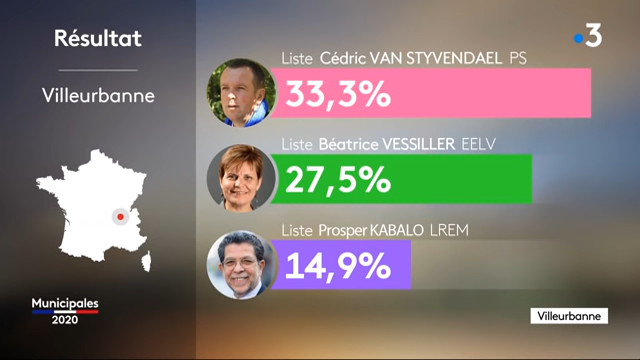 Résultat
Villeurbanne
Municipales
2020
3
Liste Cédric VAN STYVENDAEL PS
33,3%
Liste Béatrice VESSILLER EELV
27,5%
Liste Prosper KABALO LREM
14,9%
Villeurbanne